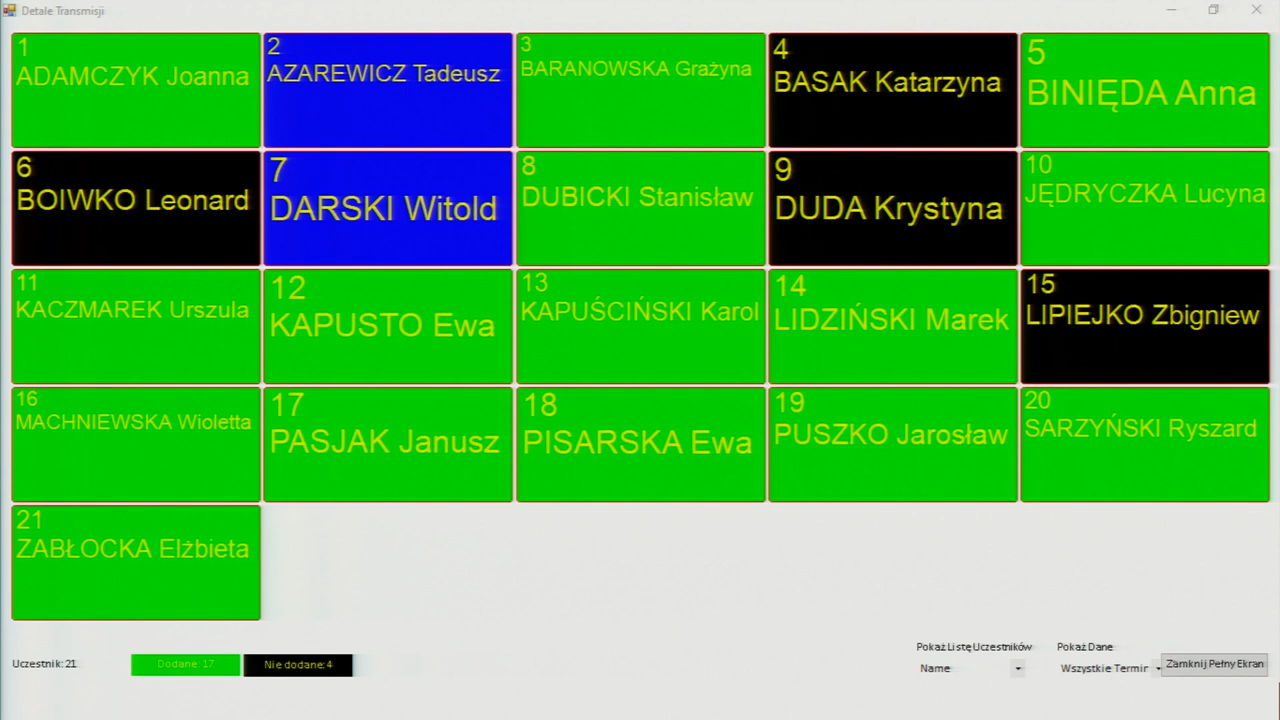 Detale Transmisji
1
ADAMCZYK Joanna
2
AZAREWICZ Tadeusz
3
BARANOWSKA Grażyna
4
BASAK Katarzyna
5
BINIĘDA Anna
6
BOIWKO Leonard
7
DARSKI Witold
8
DUBICKI Stanisław
9
DUDA Krystyna
10
JĘDRYCZKA Lucyna
11
KACZMAREK Urszula
12
KAPUSTO Ewa
13
KAPUŚCIŃSKI Karol
14
LIDZIŃSKI Marek
15
LIPIEJKO Zbigniew
16
MACHNIEWSKA Wioletta
17
PASJAK Janusz
18
PISARSKA Ewa
19
PUSZKO Jarosław
20
SARZYŃSKI Ryszard
21
ZABŁOCKA Elżbieta
Uczestnik: 21
Dodane: 17
Nie dodane: 4
Pokaż Listę Uczestników
Name
Pokaż Dane
Wszystkie Termir
Zamknij Pełny Ekran